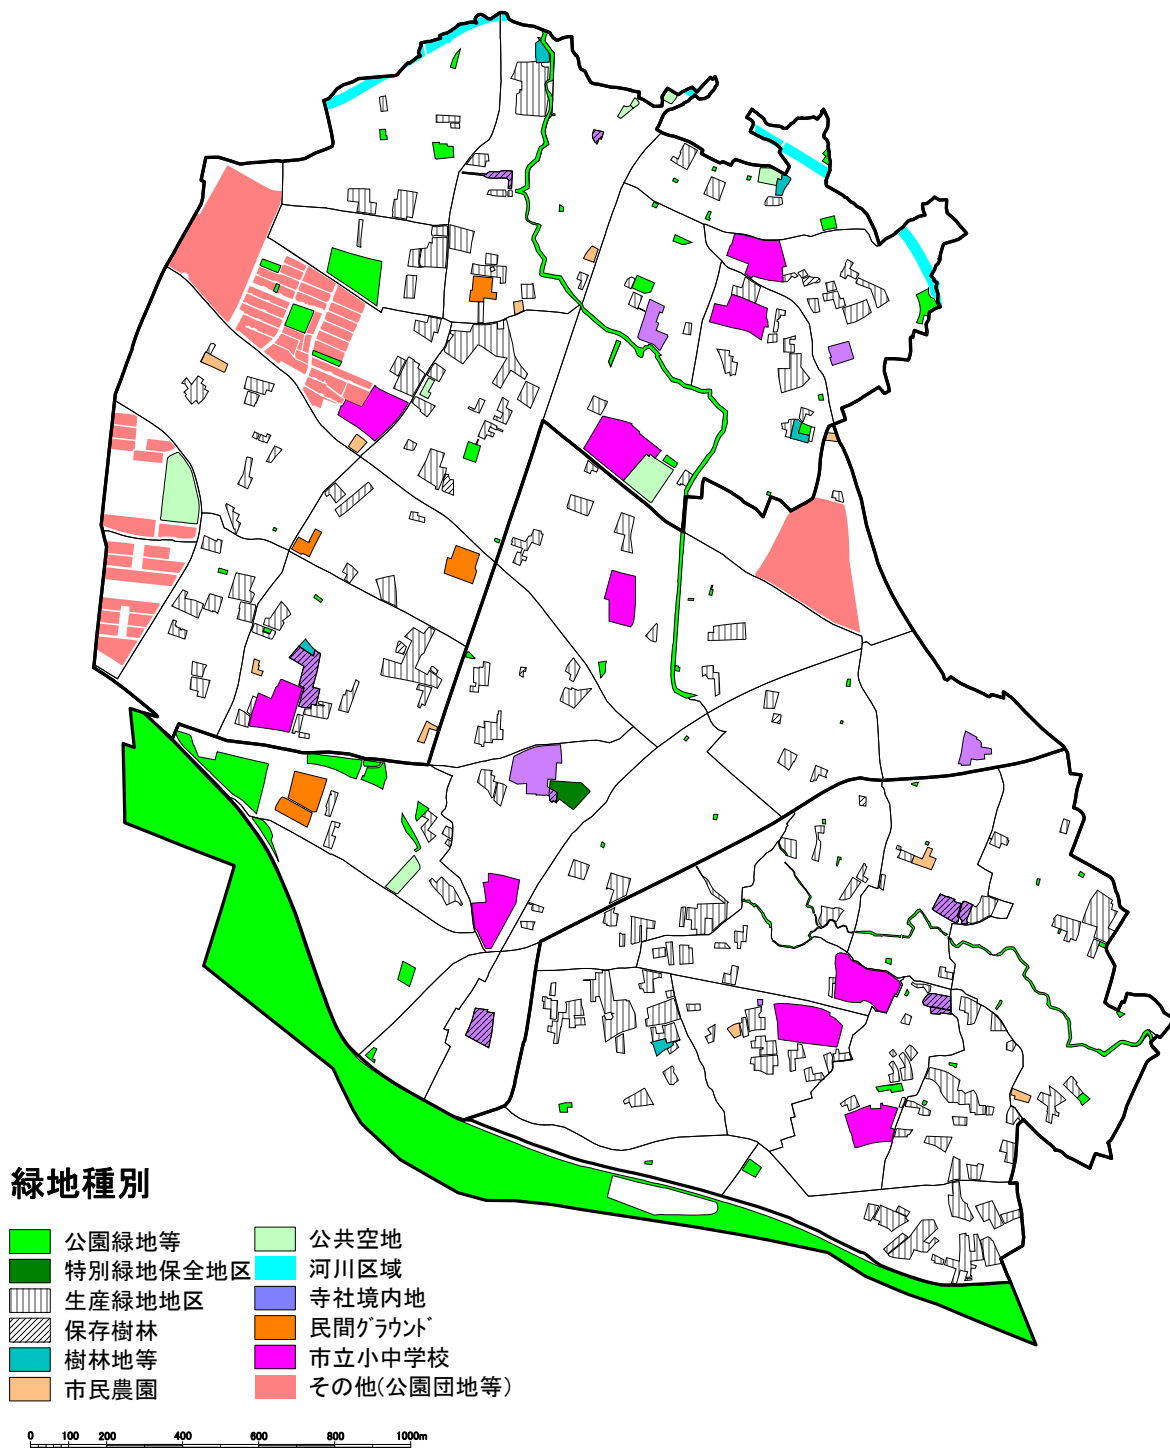 緑地種別
公園緑地等
特別緑地保全地区
生産緑地地区
保存樹林
樹林地等
市民農園
公共空地
河川区域
寺社境内地
民間グラウンド
市立小中学校
その他(公園団地等)
0 100 200 400 600 800 1000m